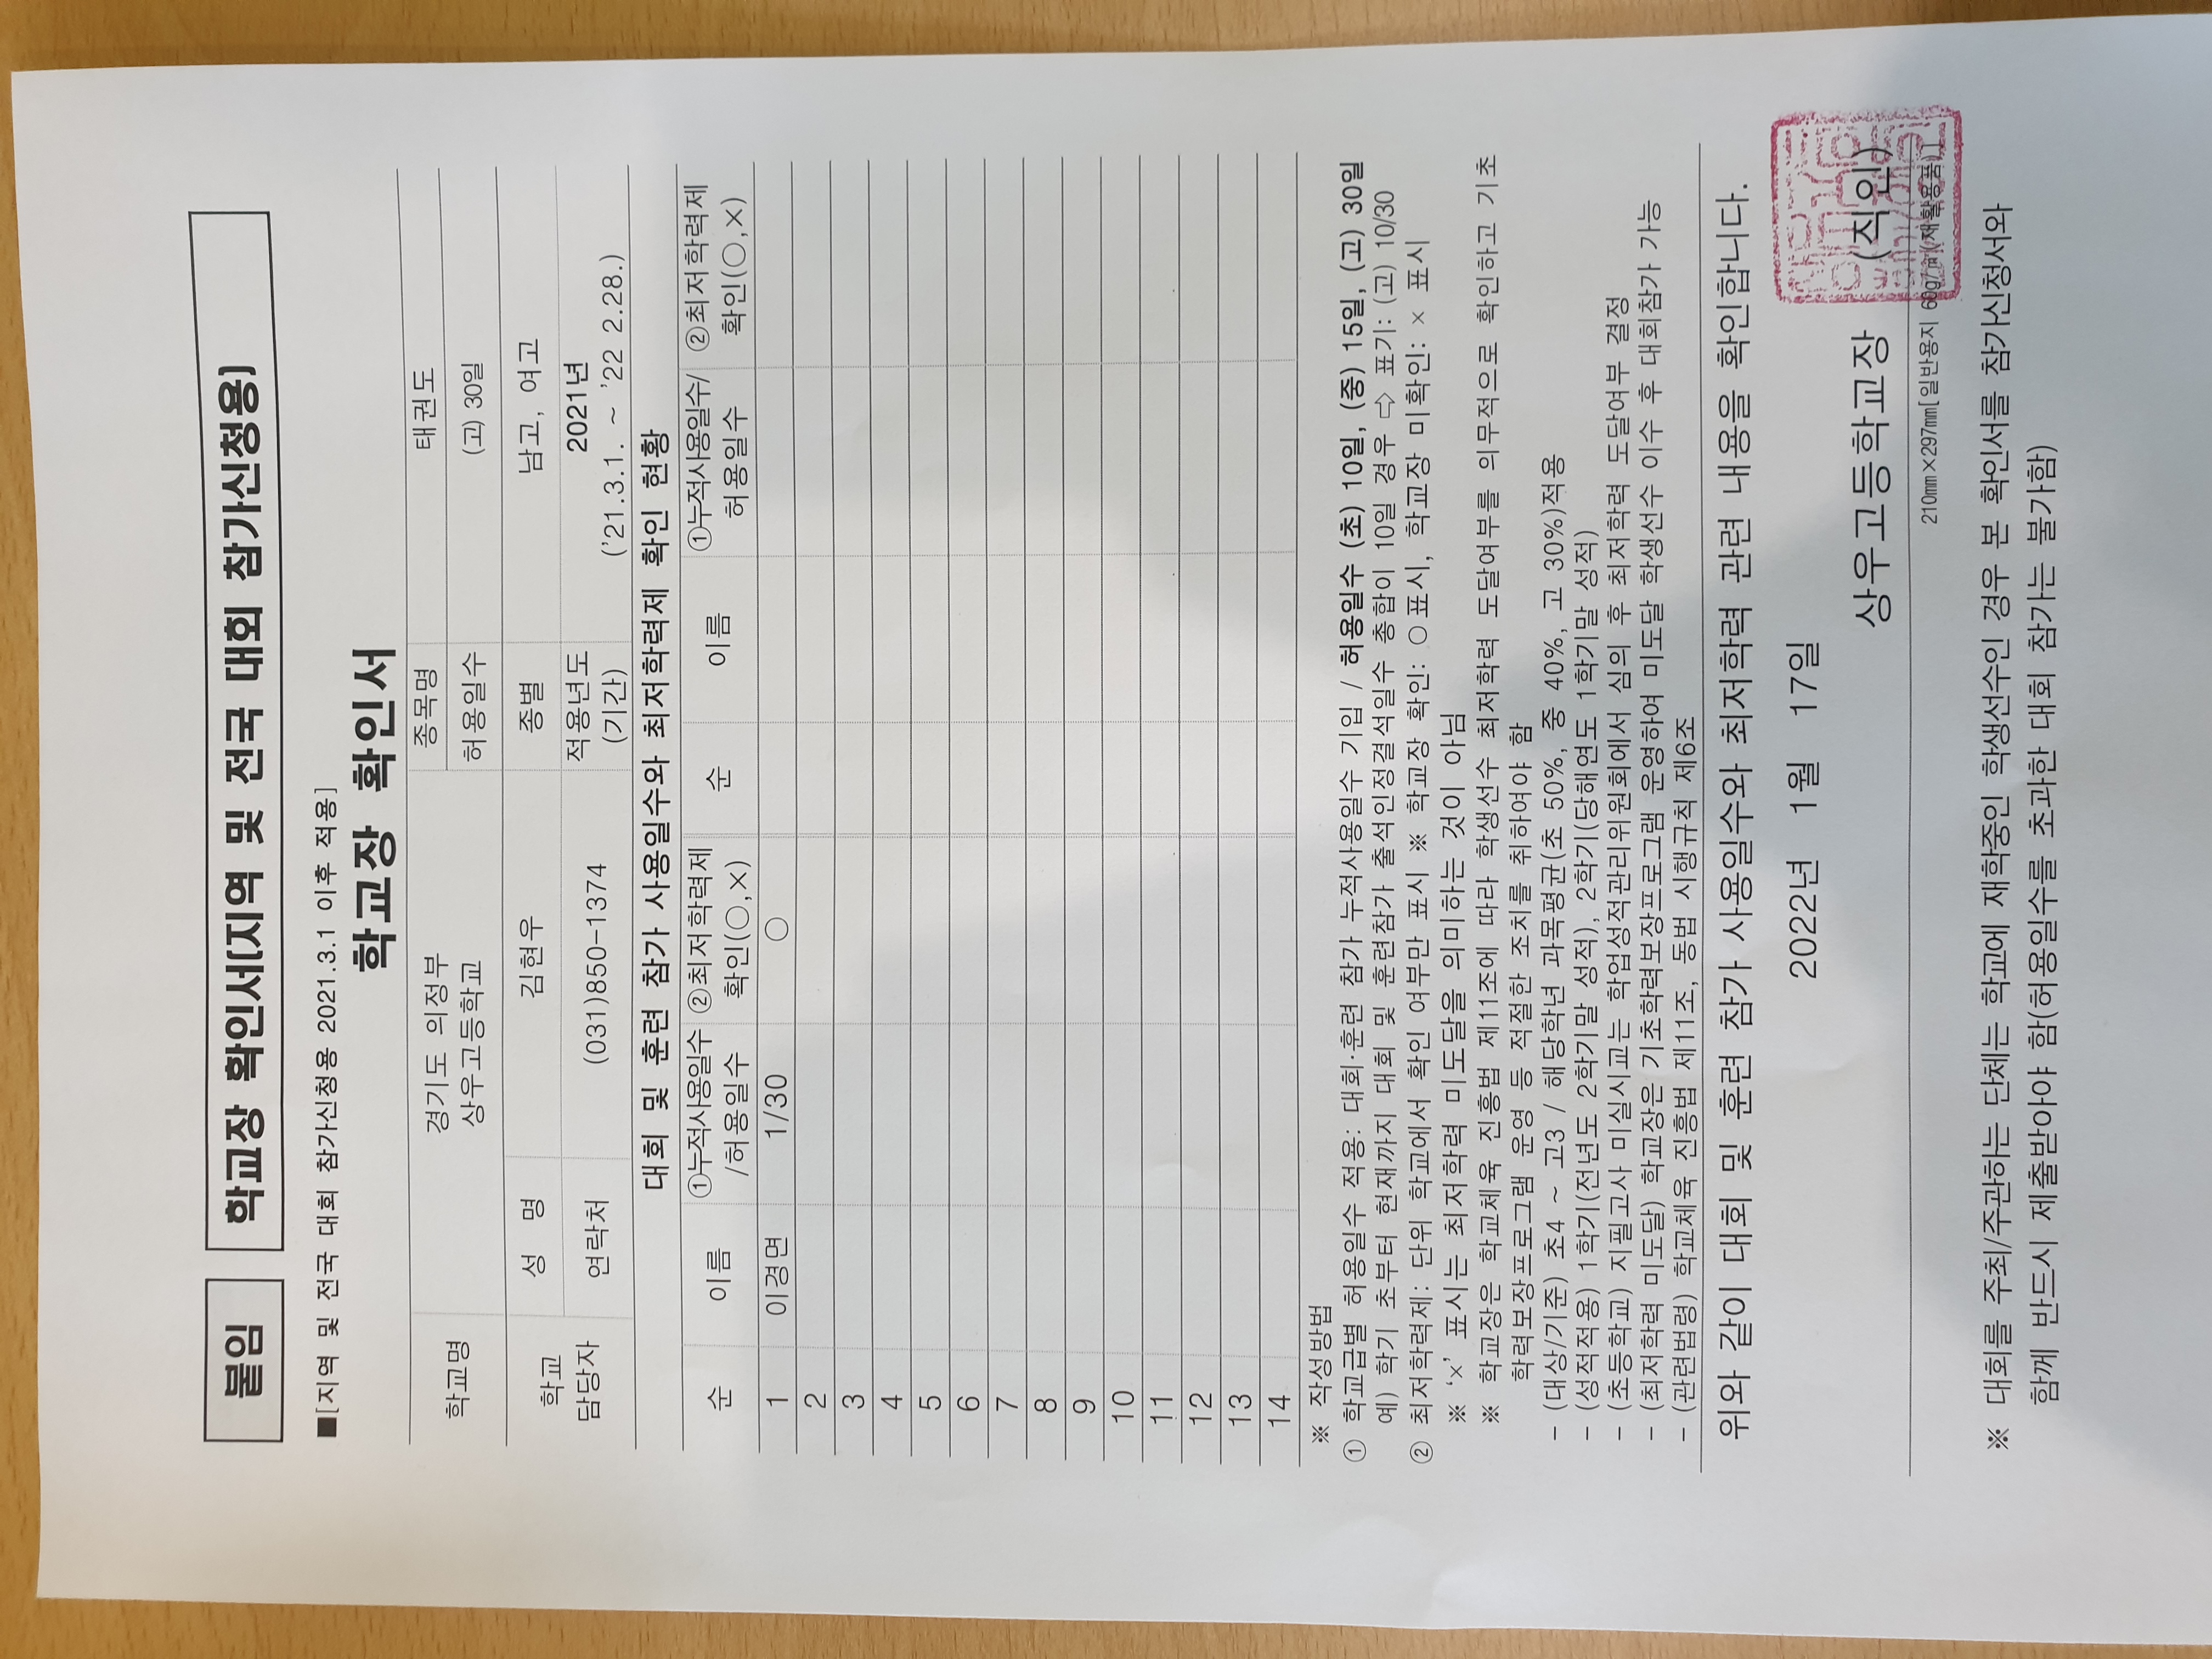 붙임
학교장 확인서(지역 및 전국 대회 참가신청용)
■[지역 및 전국 대회 참가신청용 2021.3.1 이후 적용]
학교장 확인서
학교명 경기도 의정부 상우고등학교 종목명 태권도
허용일수 (고) 30일
학교 담당자 성 명 김현우 종별 남고, 여고
연락처 (031)850-1374 적용년도 (기간) 2021년 ('21.3.1. ~ '22 2.28.)
대회 및 훈련 참가 사용일수와 최저학력제 확인 현황
순 이름 ①누적사용일수/허용일수 ②최저학력제 확인(○,×) 순 이름 ①누적사용일수/허용일수 ②최저학력제 확인(○,×)
1 이경면 1/30 ○
2
3
4
5
6
7
8
9
10
11
12
13
14
※ 작성방법
① 학교급별 허용일수 적용: 대회·훈련 참가 누적사용일수 기입 / 허용일수 (초) 10일, (중) 15일, (고) 30일
예) 학기 초부터 현재까지 대회 및 훈련참가 출석인정결석일수 총합이 10일 경우 ⇨ 표기: (고) 10/30
② 최저학력제: 단위 학교에서 확인 여부만 표시 ※ 학교장 확인: ○표시, 학교장 미확인: × 표시
※ ‘×’ 표시는 최저학력 미도달을 의미하는 것이 아님
※ 학교장은 학교체육 진흥법 제11조에 따라 학생선수 최저학력 도달여부를 의무적으로 확인하고 기초
학력보장프로그램 운영 등 적절한 조치를 취하여야 함
- (대상/기준) 초4 ~ 고3 / 해당학년 과목평균(초 50%, 중 40%, 고 30%)적용
- (성적적용) 1학기(전년도 2학기말 성적), 2학기(당해연도 1학기말 성적)
- (초등학교) 지필고사 미실시교는 학업성적관리위원회에서 심의 후 최저학력 도달여부 결정
- (최저학력 미도달) 학교장은 기초학력보장프로그램 운영하여 미도달 학생선수 이수 후 대회참가 가능
- (관련법령) 학교체육 진흥법 제11조, 동법 시행규칙 제6조
위와 같이 대회 및 훈련 참가 사용일수와 최저학력 관련 내용을 확인합니다.
2022년 1월 17일
상우고등학교장 (직인)
210mm×297mm[일반용지 60g/㎡(재활용품)]
※ 대회를 주최/주관하는 단체는 학교에 재학중인 학생선수인 경우 본 확인서를 참가신청서와
함께 반드시 제출받아야 함(허용일수를 초과한 대회 참가는 불가함)